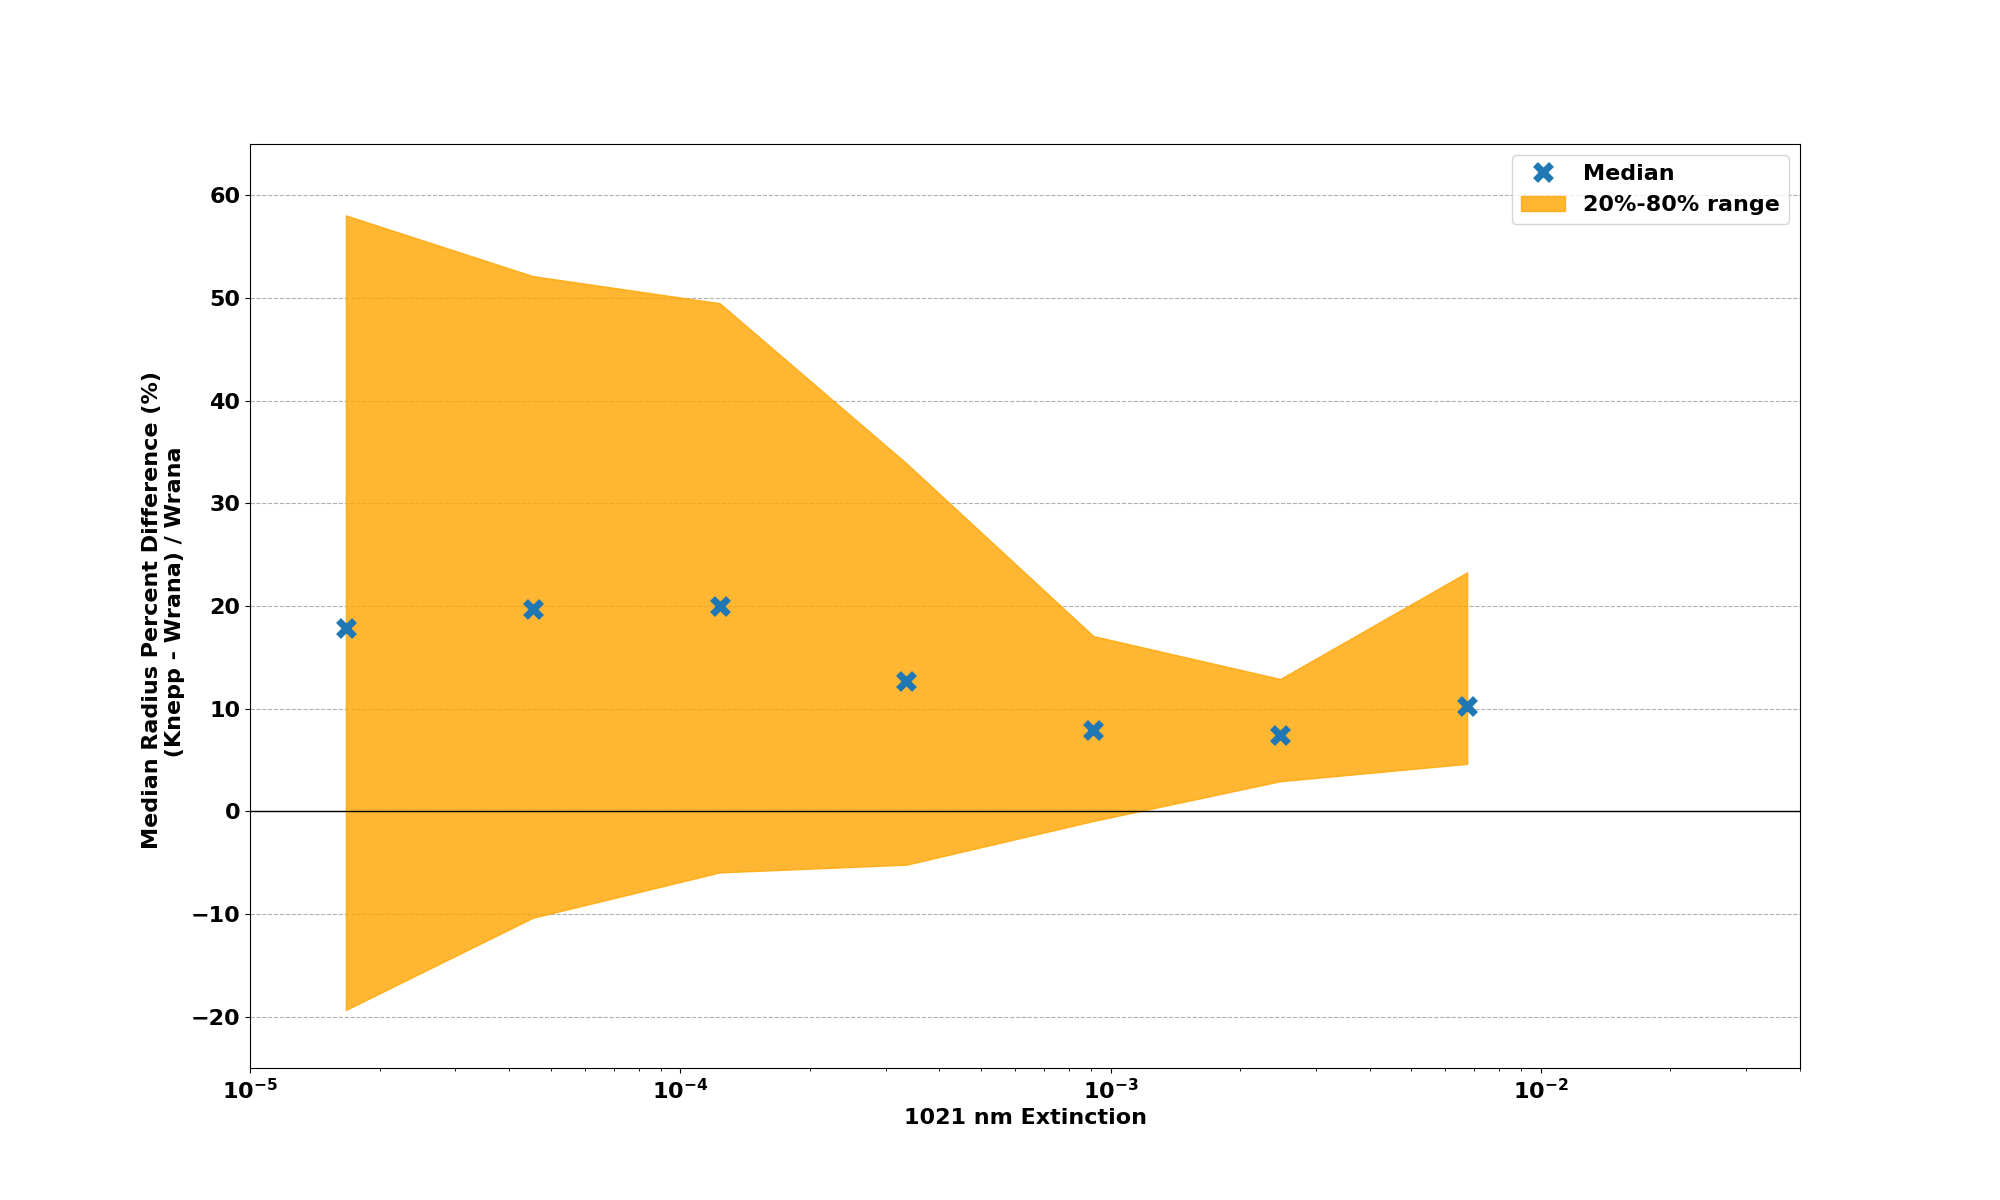 Median
20%-80% range
60
50
40
30
20
10
0
−10
−20
Median Radius Percent Difference (%)
(Knepp - Wrana) / Wrana
10⁻⁵
10⁻⁴
10⁻³
10⁻²
1021 nm Extinction